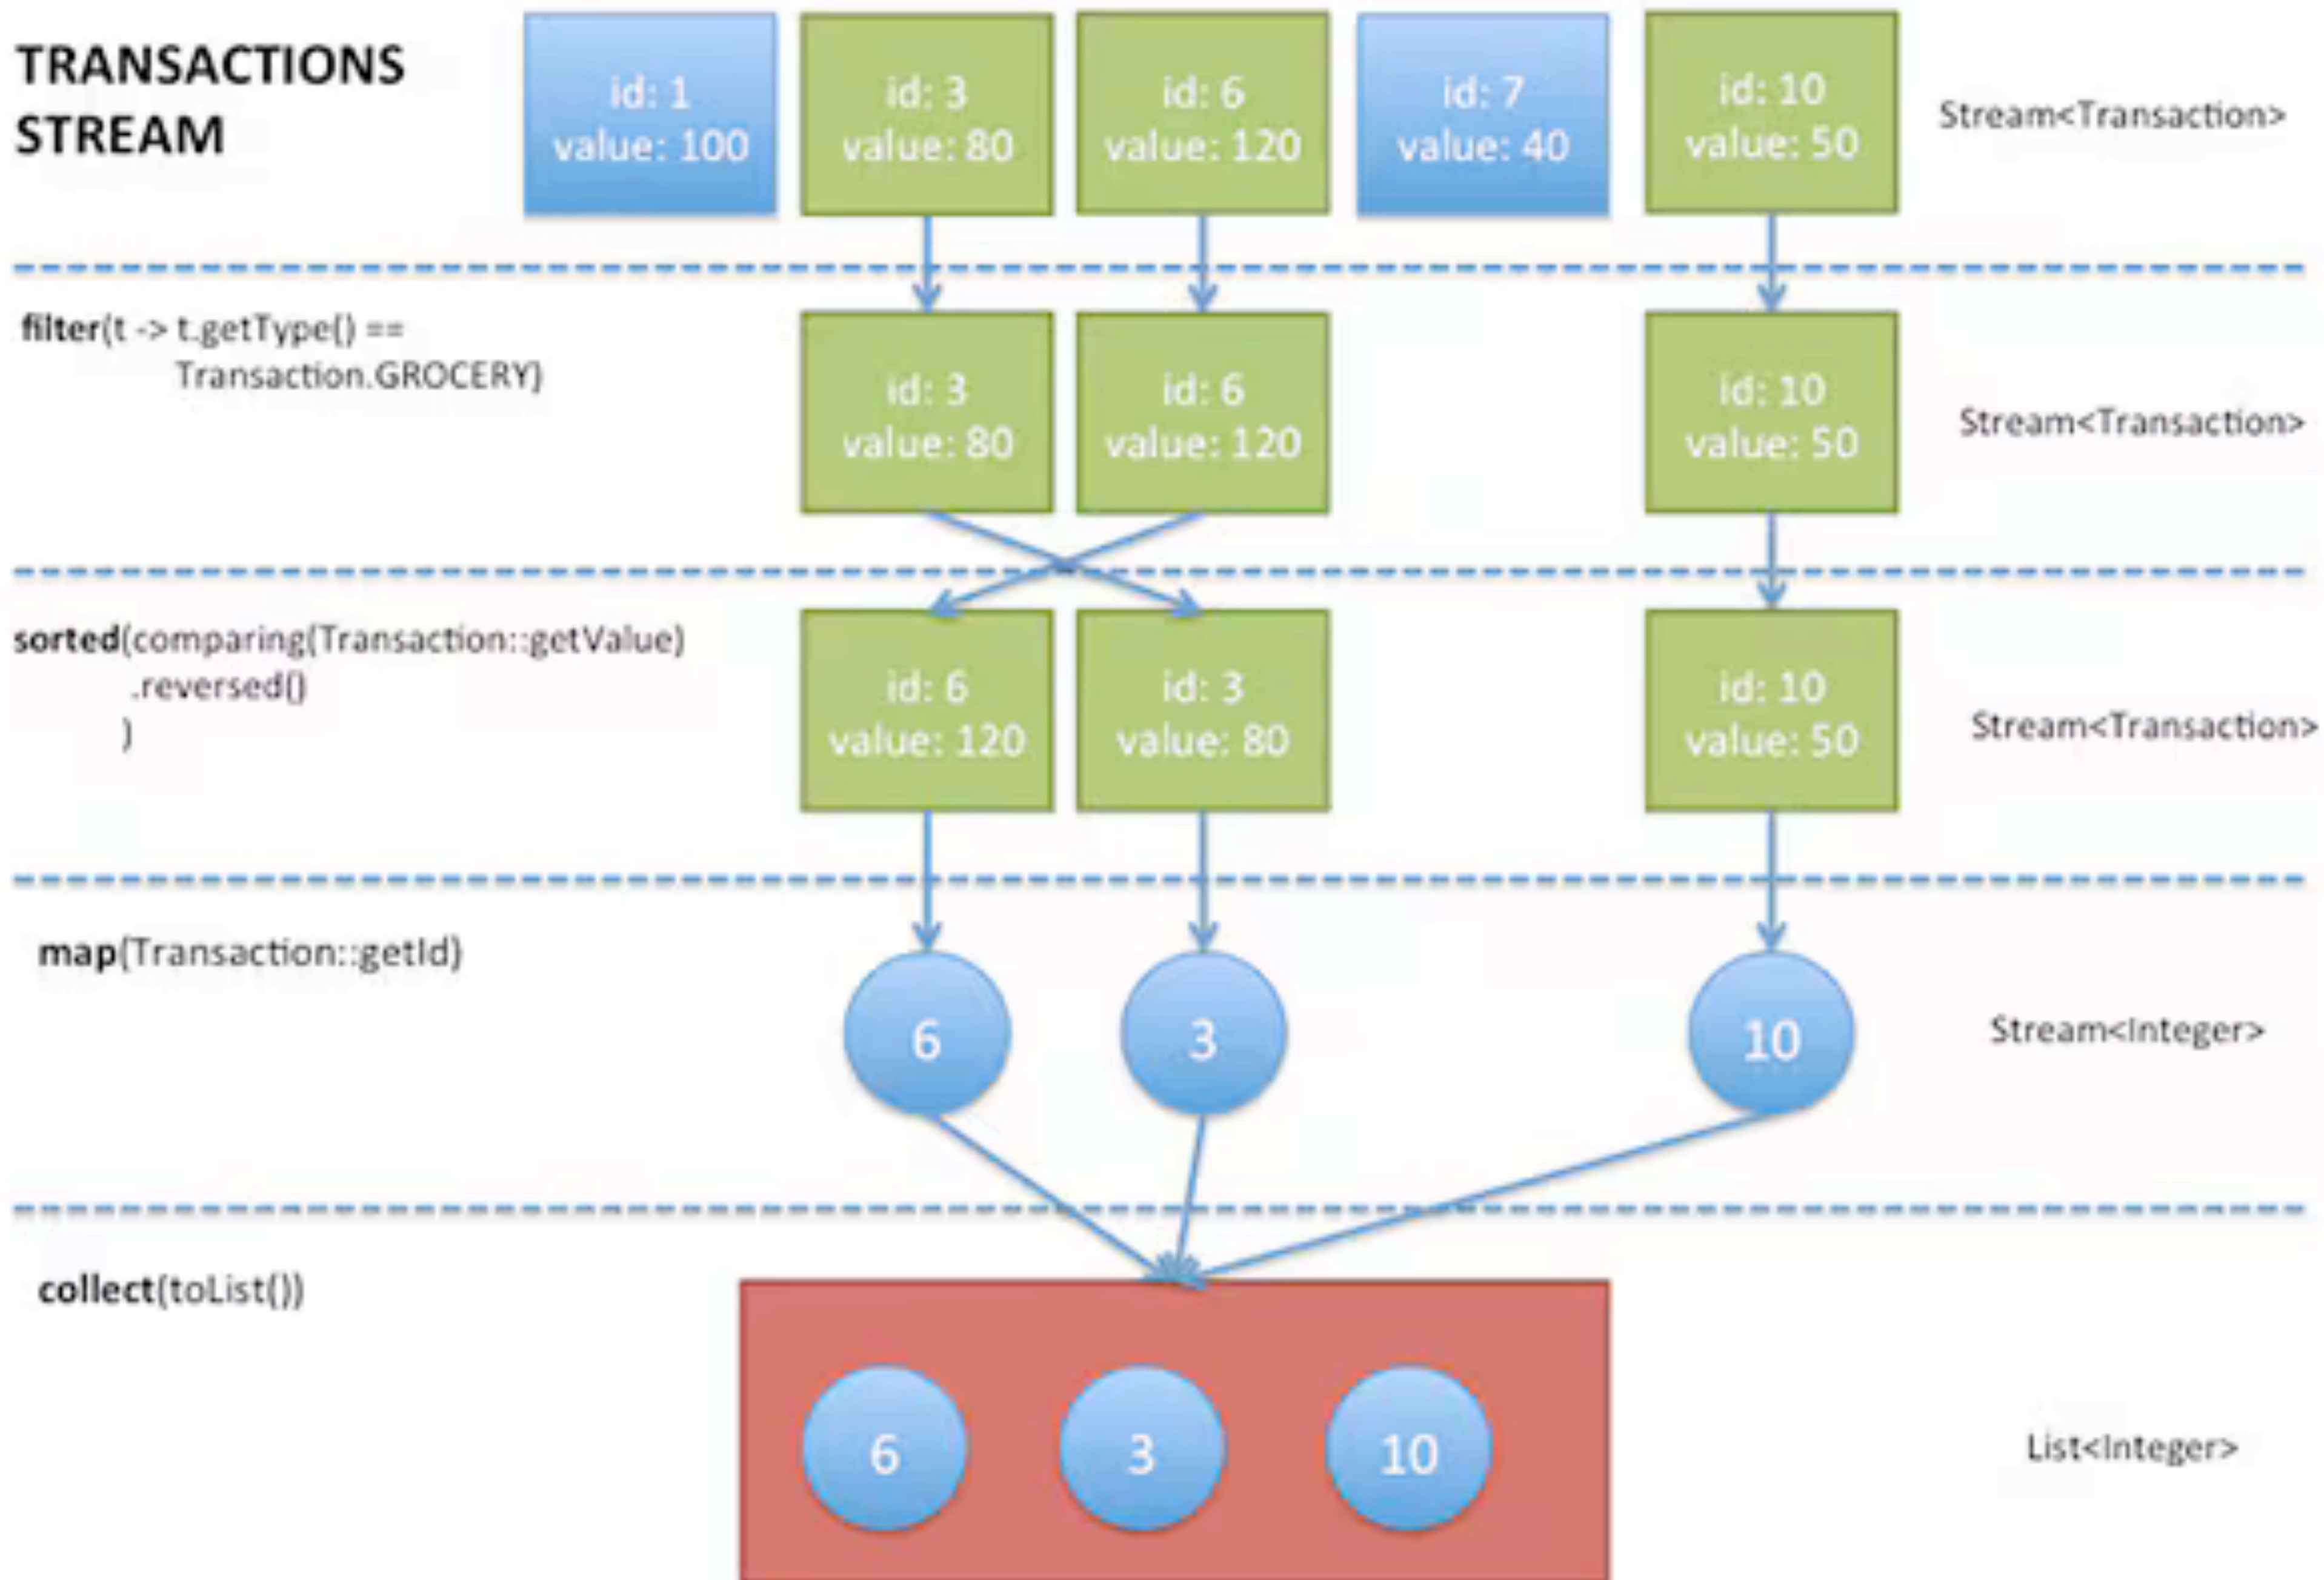 TRANSACTIONS
STREAM
id: 1
value: 100
id: 3
value: 80
id: 6
value: 120
id: 7
value: 40
id: 10
value: 50
Stream<Transaction>
filter(t -> t.getType() ==
Transaction.GROCERY)
id: 3
value: 80
id: 6
value: 120
id: 10
value: 50
Stream<Transaction>
sorted(comparing(Transaction::getValue)
.reversed()
)
id: 6
value: 120
id: 3
value: 80
id: 10
value: 50
Stream<Transaction>
map(Transaction::getId)
6
3
10
Stream<Integer>
collect(toList())
6
3
10
List<Integer>